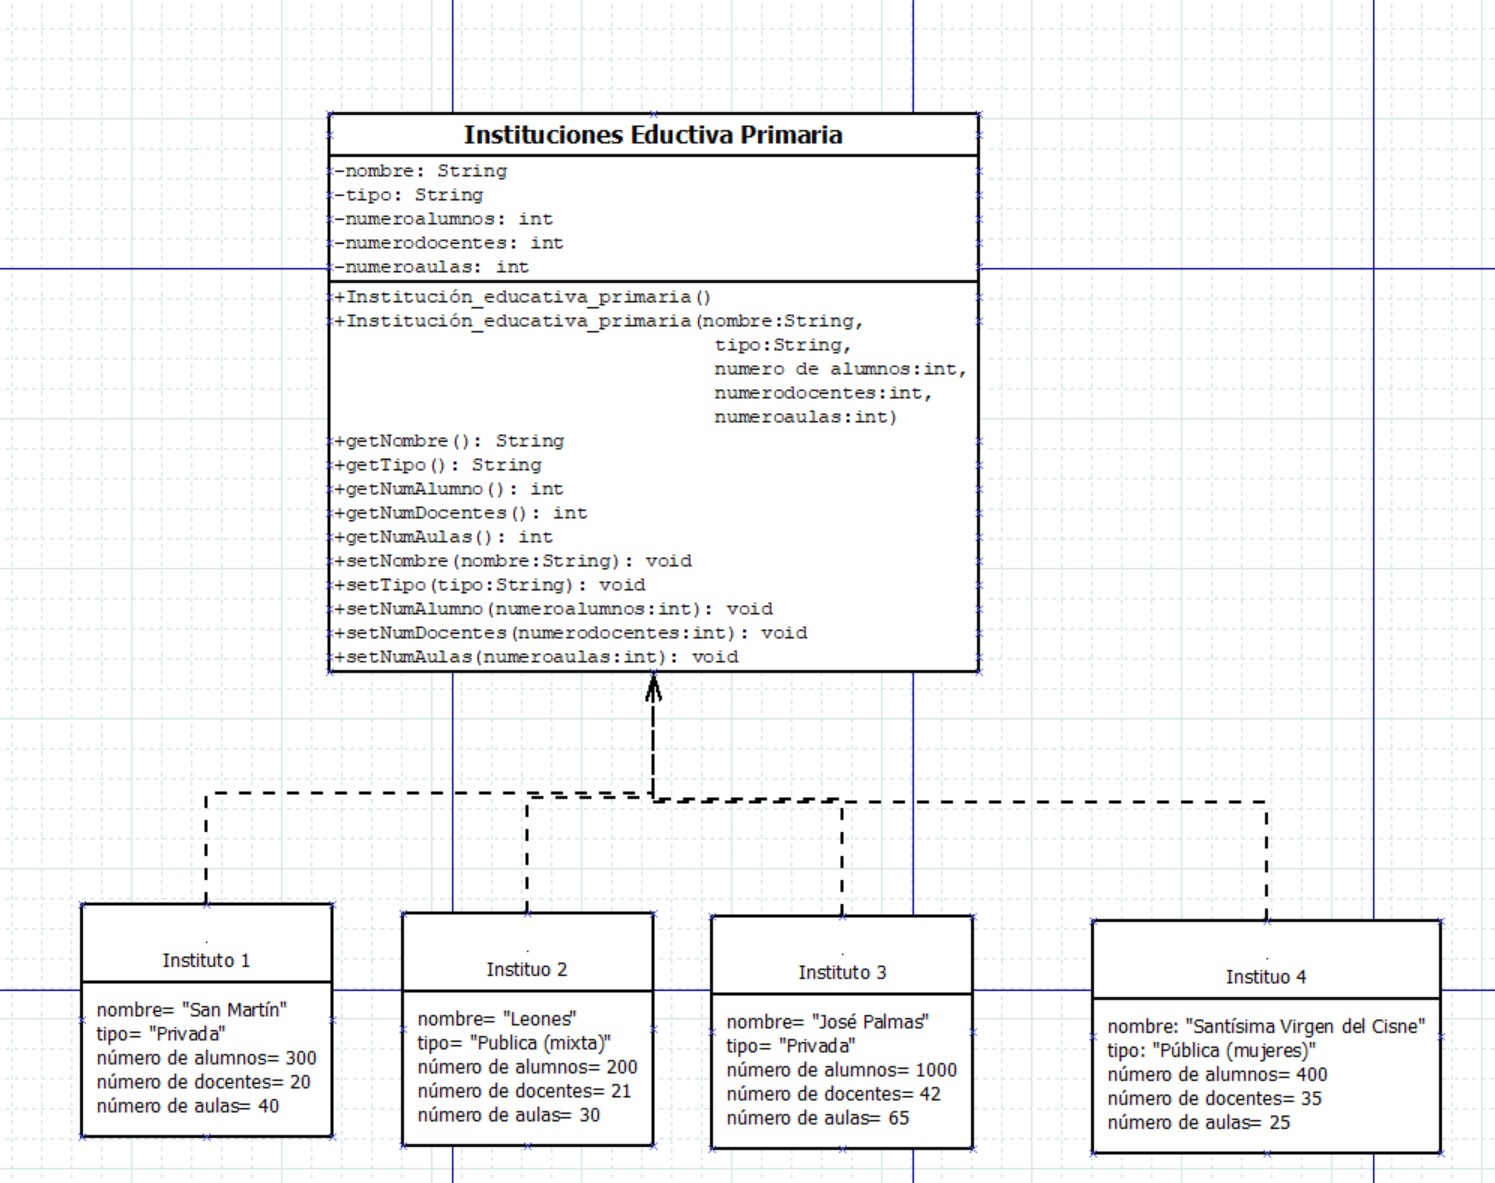 Instituciones Eductiva Primaria
-nombre: String
-tipo: String
-numeroalumnos: int
-numerodocentes: int
-numeroaulas: int
+Institución_educativa_primaria()
+Institución_educativa_primaria(nombre:String,
tipo:String,
numero de alumnos:int,
numerodocentes:int,
numeroaulas:int)
+getNombre(): String
+getTipo(): String
+getNumAlumno(): int
+getNumDocentes(): int
+getNumAulas(): int
+setNombre(nombre:String): void
+setTipo(tipo:String): void
+setNumAlumno(numeroalumnos:int): void
+setNumDocentes(numerodocentes:int): void
+setNumAulas(numeroaulas:int): void
Instituto 1
nombre= "San Martín"
tipo= "Privada"
número de alumnos= 300
número de docentes= 20
número de aulas= 40
Instituo 2
nombre= "Leones"
tipo= "Publica (mixta)"
número de alumnos= 200
número de docentes= 21
número de aulas= 30
Instituto 3
nombre= "José Palmas"
tipo= "Privada"
número de alumnos= 1000
número de docentes= 42
número de aulas= 65
Instituo 4
nombre: "Santísima Virgen del Cisne"
tipo: "Pública (mujeres)"
número de alumnos= 400
número de docentes= 35
número de aulas= 25